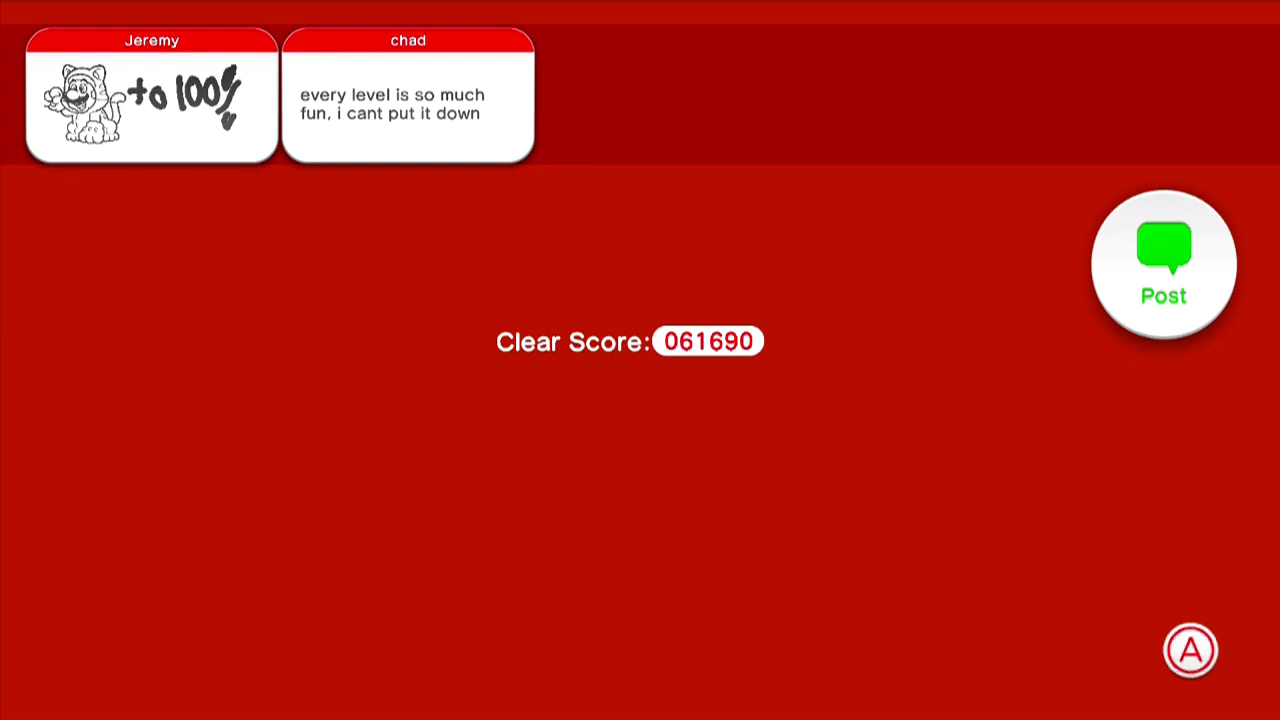 Jeremy
to 100%
chad
every level is so much
fun, i cant put it down
Post
Clear Score: 061690
A